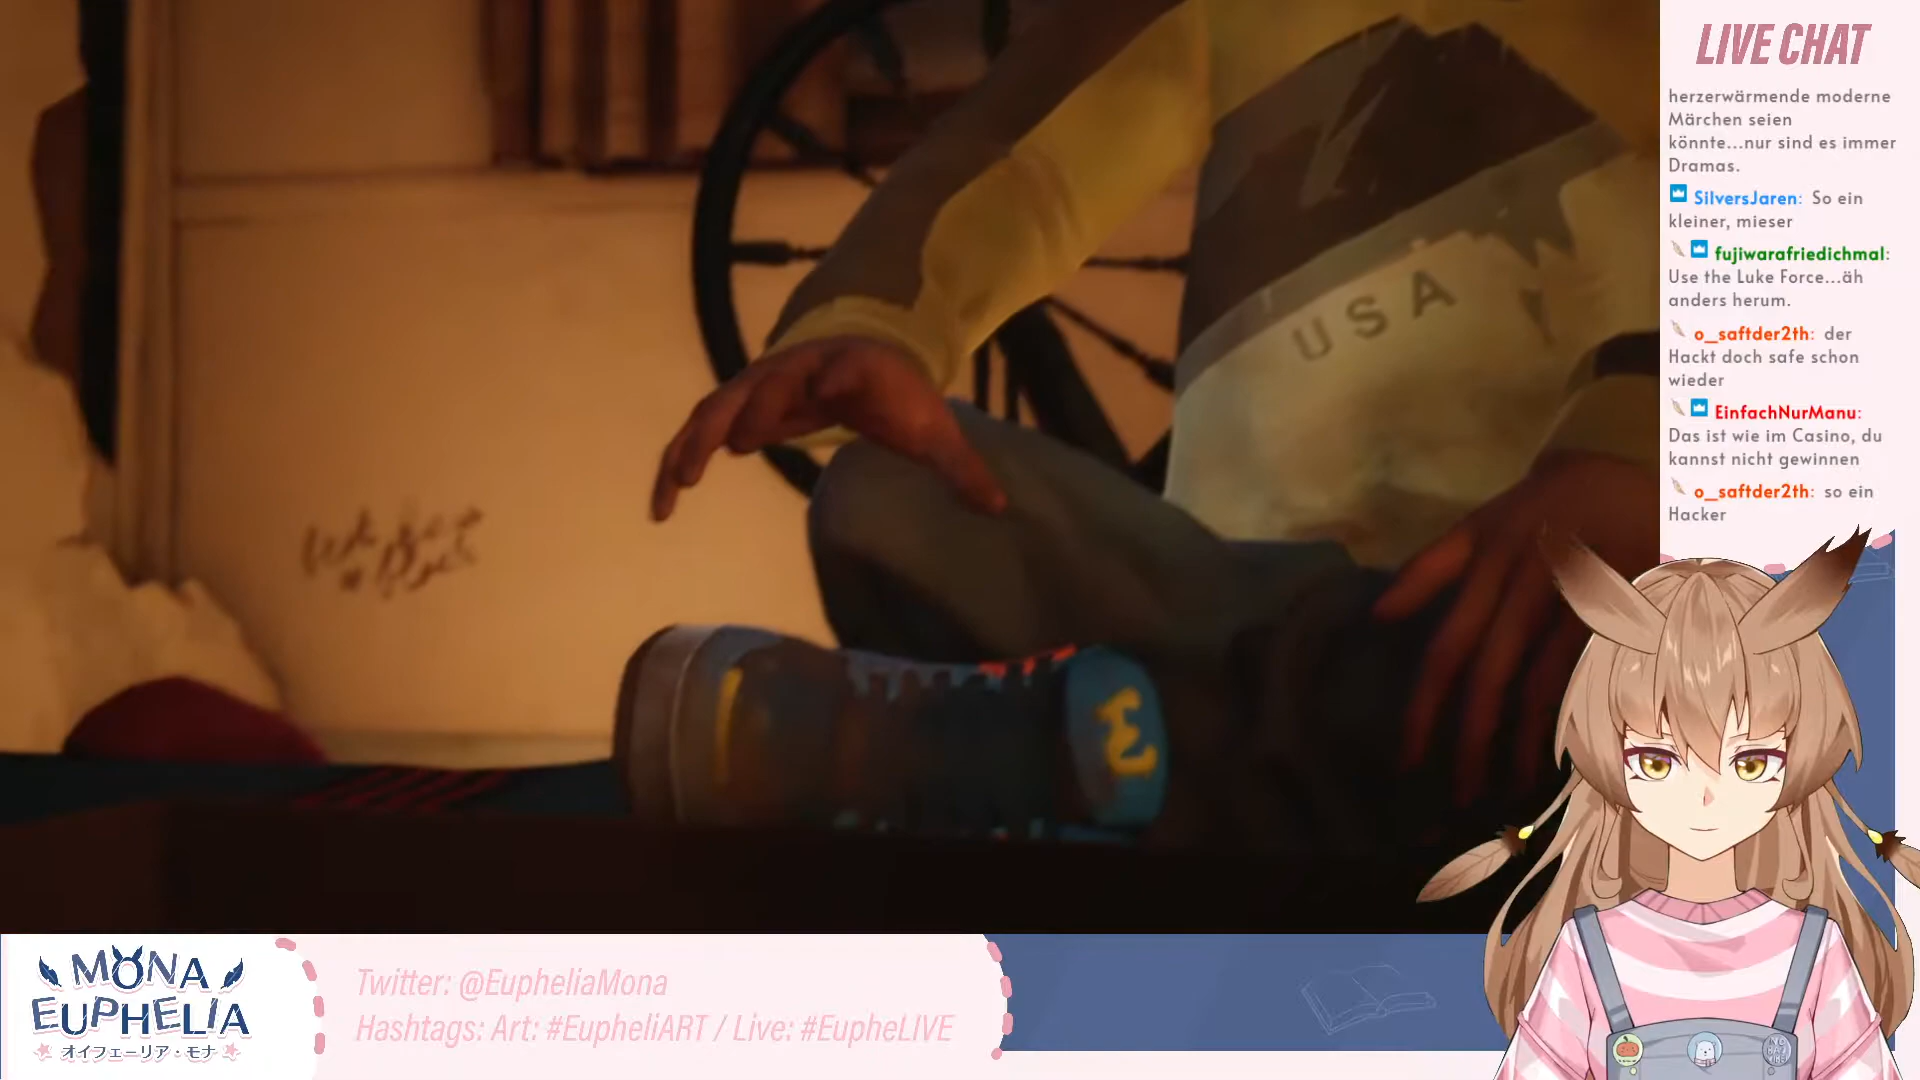 USA
LIVE CHAT
herzerwärmende moderne
Märchen seien
könnte...nur sind es immer
Dramas.
SilversJaren: So ein
kleiner, mieser
fujiwarafriedichmal:
Use the Luke Force...äh
anders herum.
o_saftder2th: der
Hackt doch safe schon
wieder
EinfachNurManu:
Das ist wie im Casino, du
kannst nicht gewinnen
o_saftder2th: so ein
Hacker
MONA
EUPHELIA
オイフェーリア・モナ
Twitter: @EupheliaMona
Hashtags: Art: #EupheliART / Live: #EupheLIVE